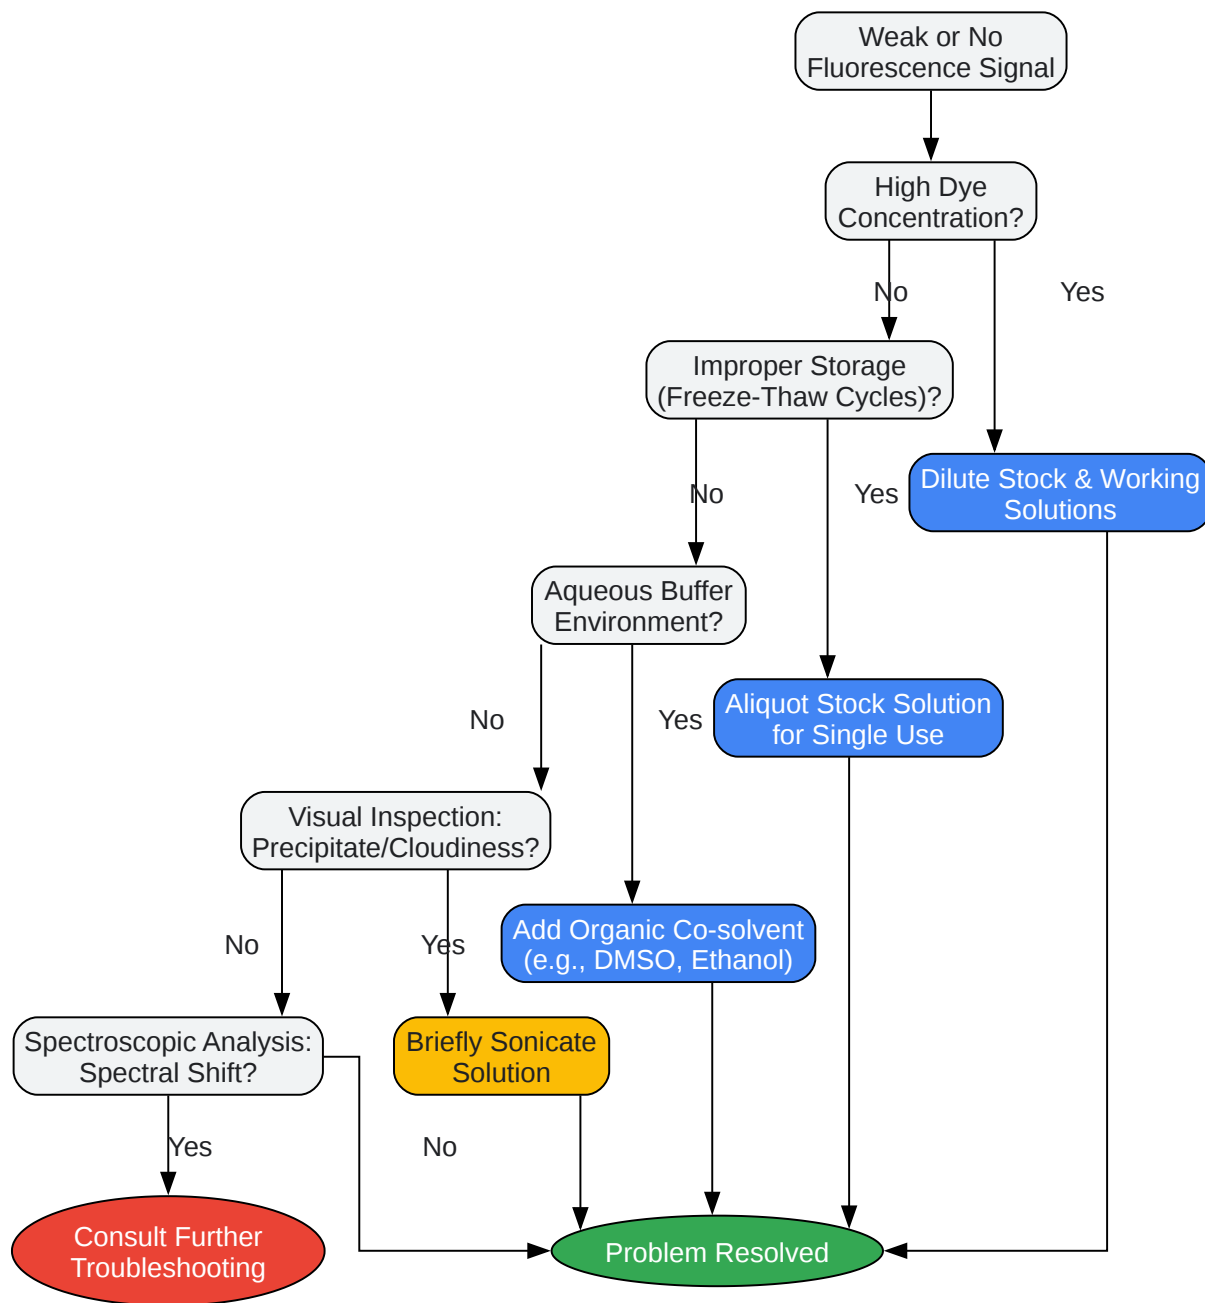 Weak or No
Fluorescence Signal
High Dye
Concentration?
No
Yes
Improper Storage
(Freeze-Thaw Cycles)?
No
Yes
Dilute Stock & Working
Solutions
Aqueous Buffer
Environment?
No
Yes
Aliquot Stock Solution
for Single Use
Visual Inspection:
Precipitate/Cloudiness?
No
Yes
Add Organic Co-solvent
(e.g., DMSO, Ethanol)
Spectroscopic Analysis:
Spectral Shift?
Briefly Sonicate
Solution
Yes
No
Consult Further
Troubleshooting
Problem Resolved